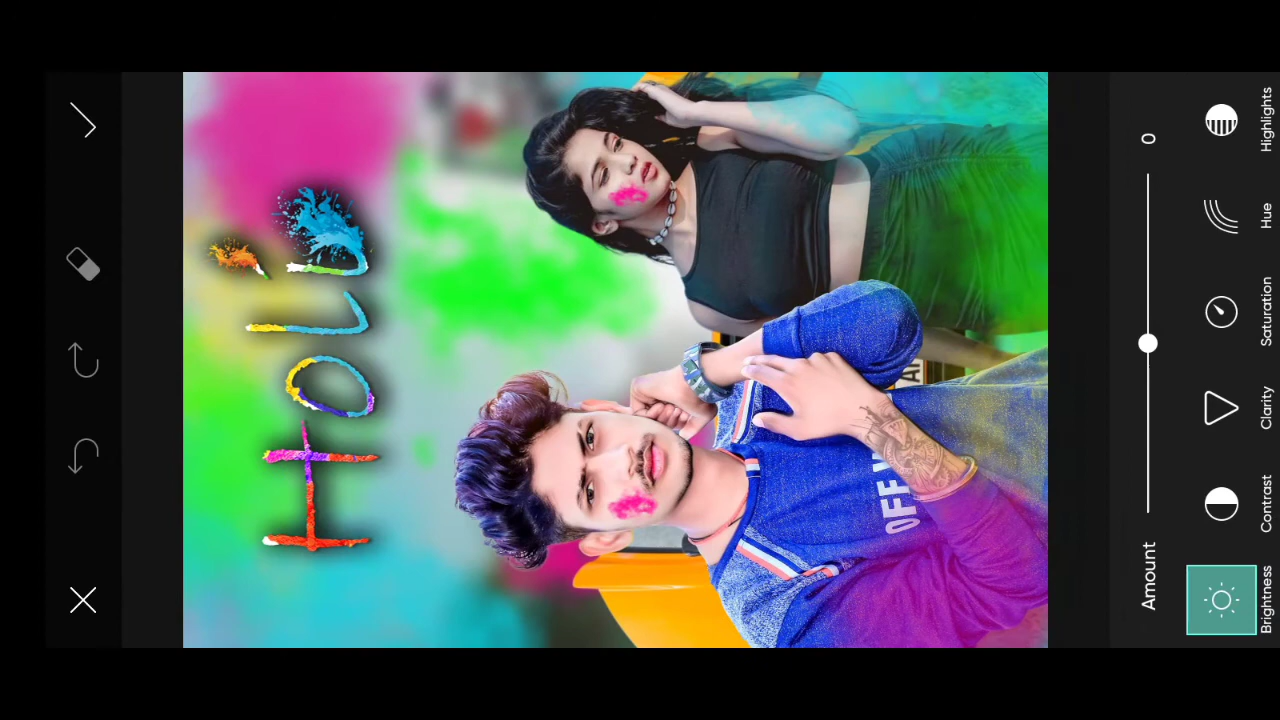 HOLi
OFF
A
Amount
0
Brightness
Contrast
Clarity
Saturation
Hue
Highlights